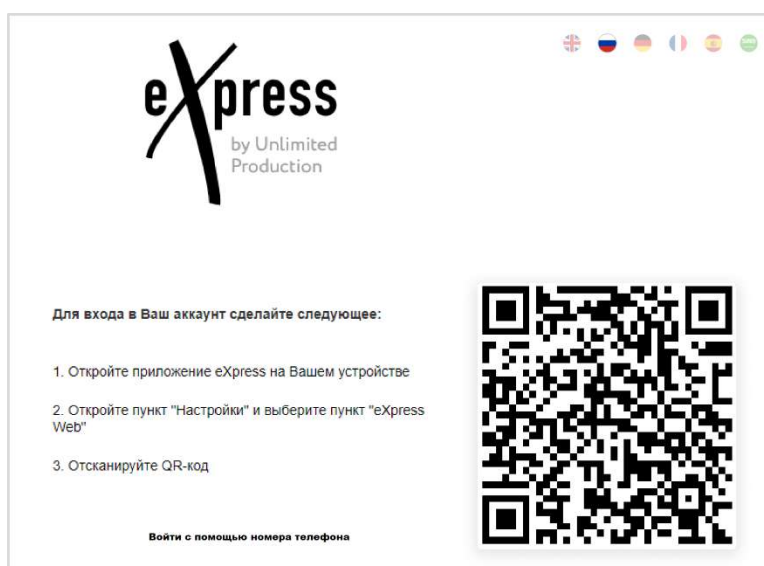 eXpress
by Unlimited
Production
Для входа в Ваш аккаунт сделайте следующее:
1. Откройте приложение eXpress на Вашем устройстве
2. Откройте пункт "Настройки" и выберите пункт "eXpress
Web"
3. Отсканируйте QR-код
Войти с помощью номера телефона